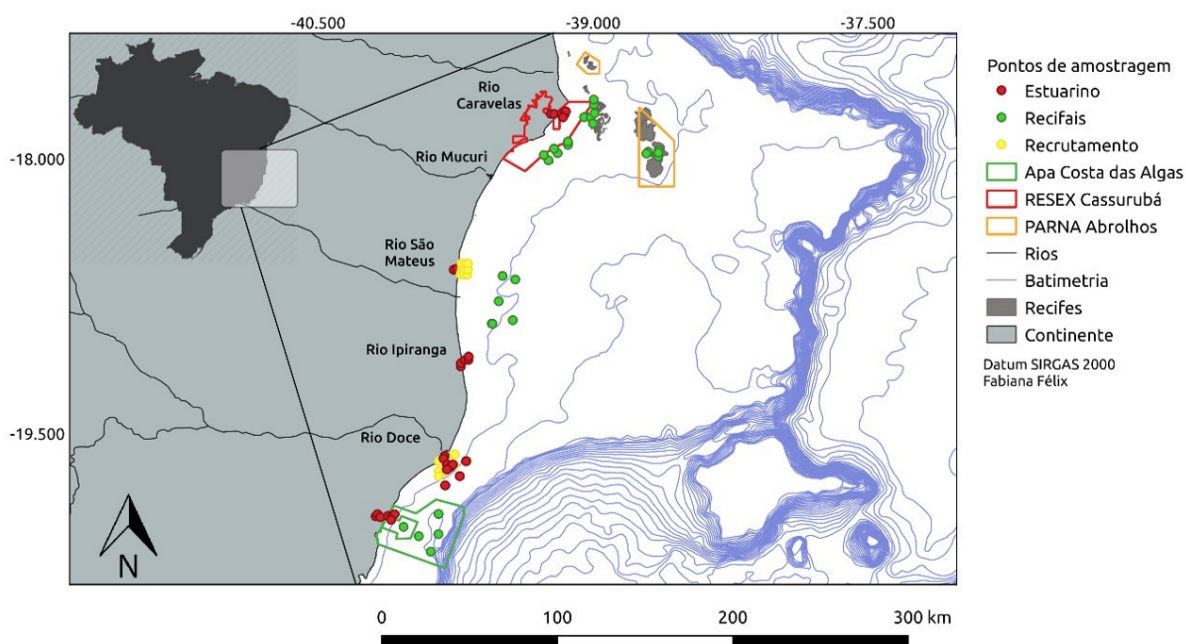 -40.500 -39.000 -37.500
Rio
Caravelas
-18.000
Rio Mucuri
Rio São
Mateus
Rio Ipiranga
-19.500
Rio Doce
N
Pontos de amostragem
Estuarino
Recifais
Recrutamento
Apa Costa das Algas
RESEX Cassurubá
PARNA Abrolhos
Rios
Batimetria
Recifes
Continente
Datum SIRGAS 2000
Fabiana Félix
0 100 200 300 km